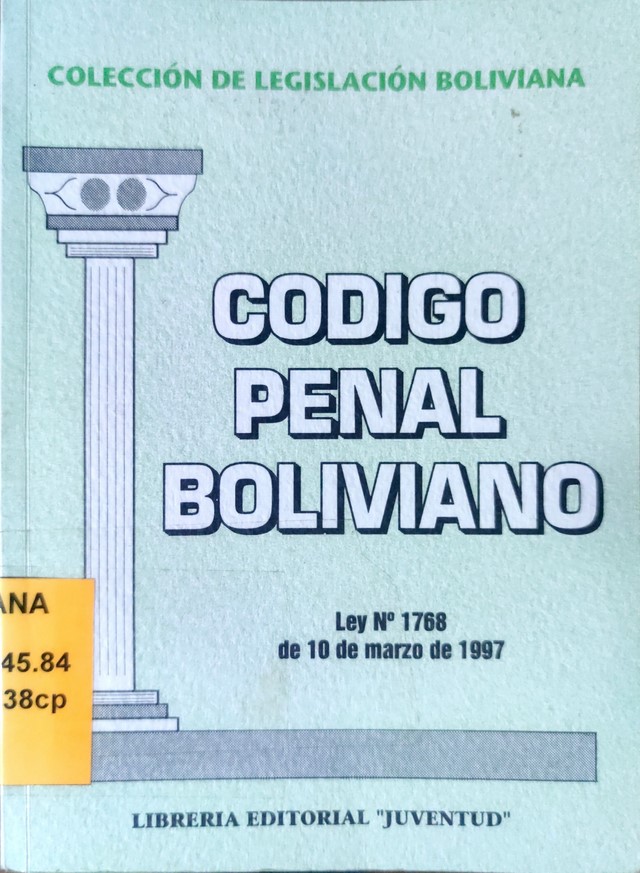 COLECCIÓN DE LEGISLACIÓN BOLIVIANA
CODIGO
PENAL
BOLIVIANO
Ley Nº 1768
de 10 de marzo de 1997
ANA
45.84
38cp
LIBRERIA EDITORIAL "JUVENTUD"